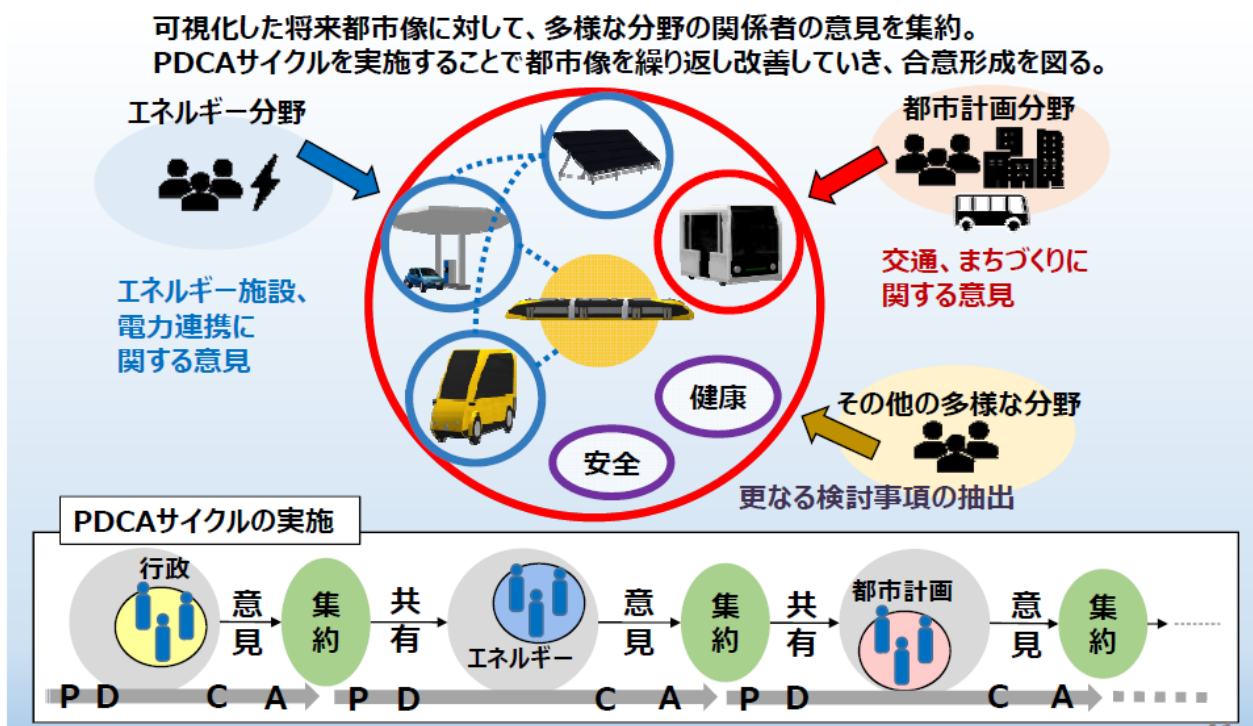 可視化した将来都市像に対して、多様な分野の関係者の意見を集約。
PDCAサイクルを実施することで都市像を繰り返し改善していき、合意形成を図る。
エネルギー分野
都市計画分野
エネルギー施設、
電力連携に
関する意見
交通、まちづくりに
関する意見
健康
安全
その他の多様な分野
更なる検討事項の抽出
PDCAサイクルの実施
行政
意見
集約
共有
エネルギー
意見
集約
共有
都市計画
意見
集約
P D C A P D C A P D C A